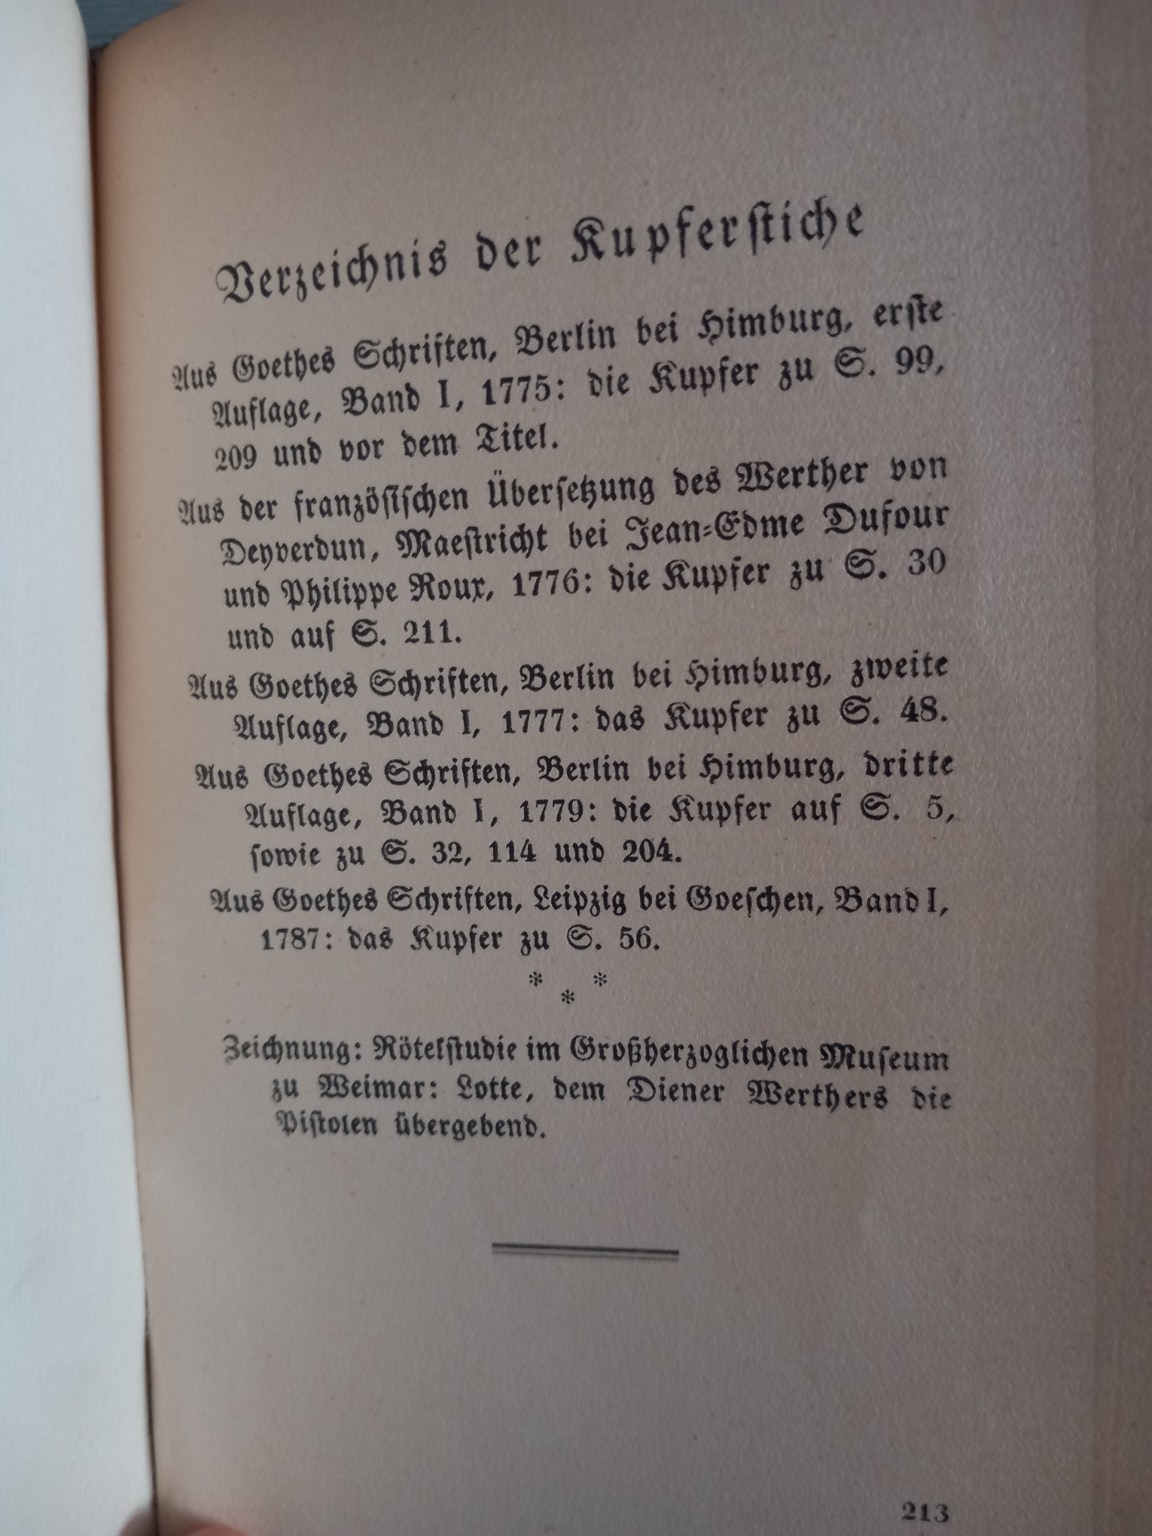 Verzeichnis der Kupferstiche
Aus Goethes Schriften, Berlin bei Himburg, erste
Auflage, Band I, 1775: die Kupfer zu S. 99,
209 und vor dem Titel.
Aus der französischen Übersetzung des Werther von
Deyverdun, Maestricht bei Jean-Edme Dufour
und Philippe Roux, 1776: die Kupfer zu S. 30
und auf S. 211.
Aus Goethes Schriften, Berlin bei Himburg, zweite
Auflage, Band I, 1777: das Kupfer zu S. 48.
Aus Goethes Schriften, Berlin bei Himburg, dritte
Auflage, Band I, 1779: die Kupfer auf S. 5,
sowie zu S. 32, 114 und 204.
Aus Goethes Schriften, Leipzig bei Goeschen, Band I,
1787: das Kupfer zu S. 56.
* * *
Zeichnung: Rötelstudie im Großherzoglichen Museum
zu Weimar: Lotte, dem Diener Werthers die
Pistolen übergebend.
213